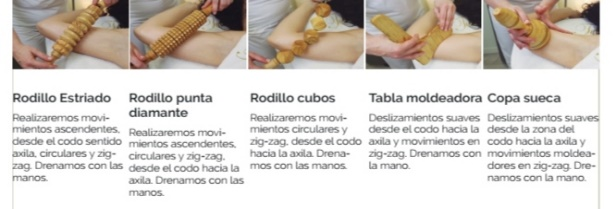 Rodillo Estriado
Realizaremos movi-
mientos ascendentes,
desde el codo sentido
axila, circulares y zig-
zag. Drenamos con las
manos.
Rodillo punta
diamante
Realizaremos movi-
mientos ascendentes,
circulares y zig-zag,
desde el codo hacia la
axila. Drenamos con las
manos.
Rodillo cubos
Realizaremos movi-
mientos circulares y
zig-zag, desde el codo
hacia la axila. Drena-
mos con las manos.
Tabla moldeadora
Deslizamientos suaves
desde el codo hacia la
axila y movimientos en
zig-zag. Drenamos con
la mano.
Copa sueca
Deslizamientos suaves
desde la zona del
codo hacia la axila y
movimientos moldea-
dores en zig-zag. Dre-
namos con la mano.